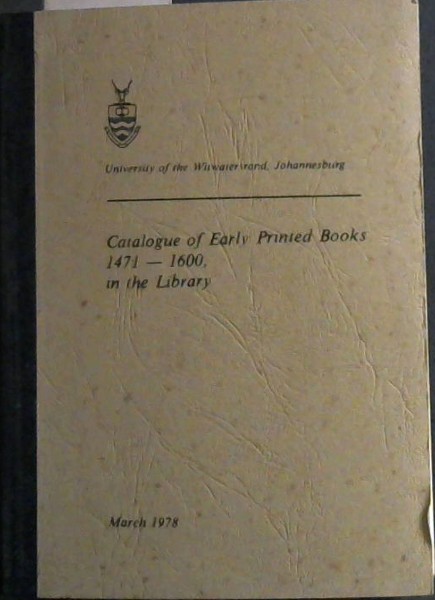 University of the Witwatersrand, Johannesburg
Catalogue of Early Printed Books
1471 — 1600,
in the Library
March 1978